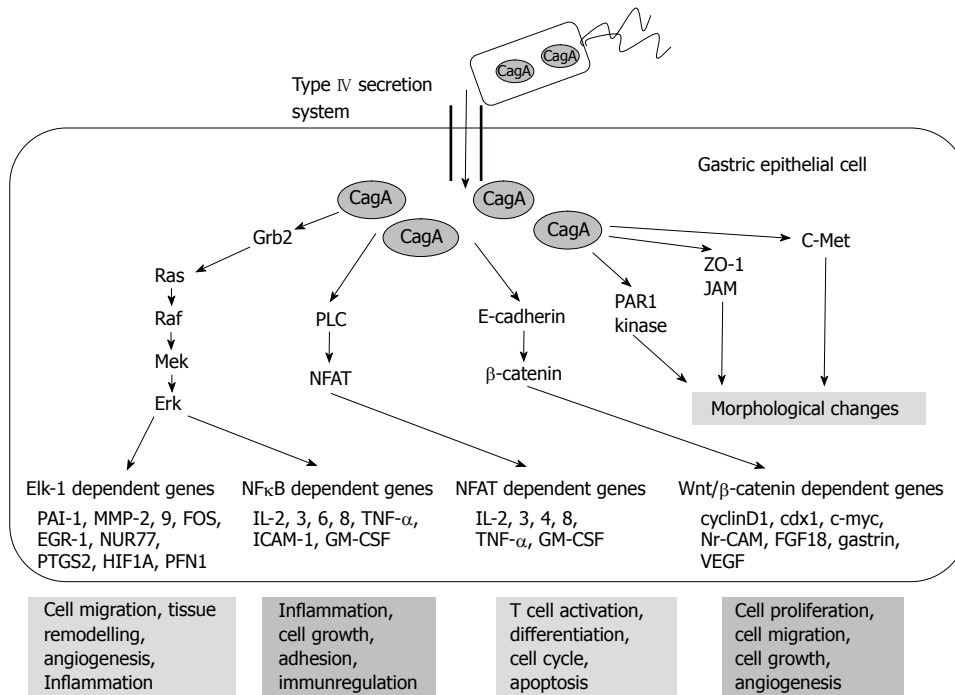 CagA
CagA
Type Ⅳ secretion
system
Gastric epithelial cell
CagA
CagA
CagA
CagA
Grb2
C-Met
Ras
ZO-1
JAM
PAR1
kinase
Raf
PLC
E-cadherin
Mek
NFAT
β-catenin
Erk
Morphological changes
Elk-1 dependent genes
PAI-1, MMP-2, 9, FOS,
EGR-1, NUR77,
PTGS2, HIF1A, PFN1
NFκB dependent genes
IL-2, 3, 6, 8, TNF-α,
ICAM-1, GM-CSF
NFAT dependent genes
IL-2, 3, 4, 8,
TNF-α, GM-CSF
Wnt/β-catenin dependent genes
cyclinD1, cdx1, c-myc,
Nr-CAM, FGF18, gastrin,
VEGF
Cell migration, tissue
remodelling,
angiogenesis,
Inflammation
Inflammation,
cell growth,
adhesion,
immunregulation
T cell activation,
differentiation,
cell cycle,
apoptosis
Cell proliferation,
cell migration,
cell growth,
angiogenesis